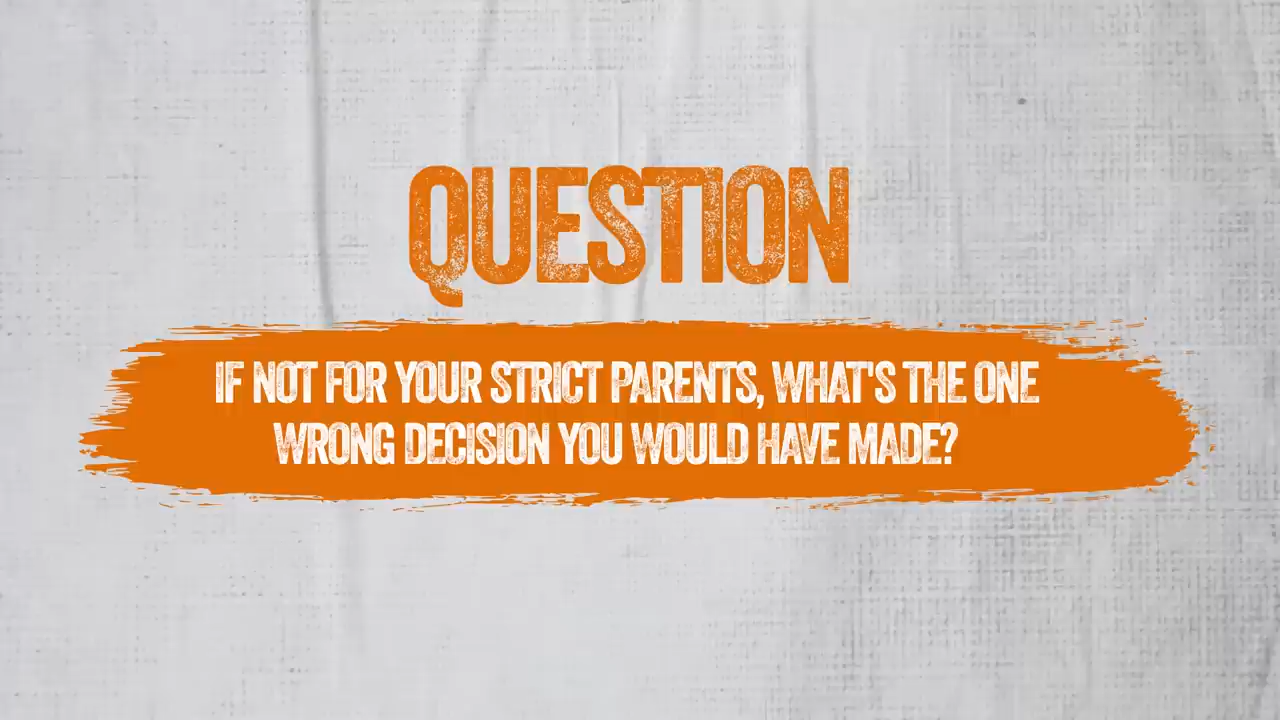 QUESTION
IF NOT FOR YOUR STRICT PARENTS, WHAT'S THE ONE
WRONG DECISION YOU WOULD HAVE MADE?